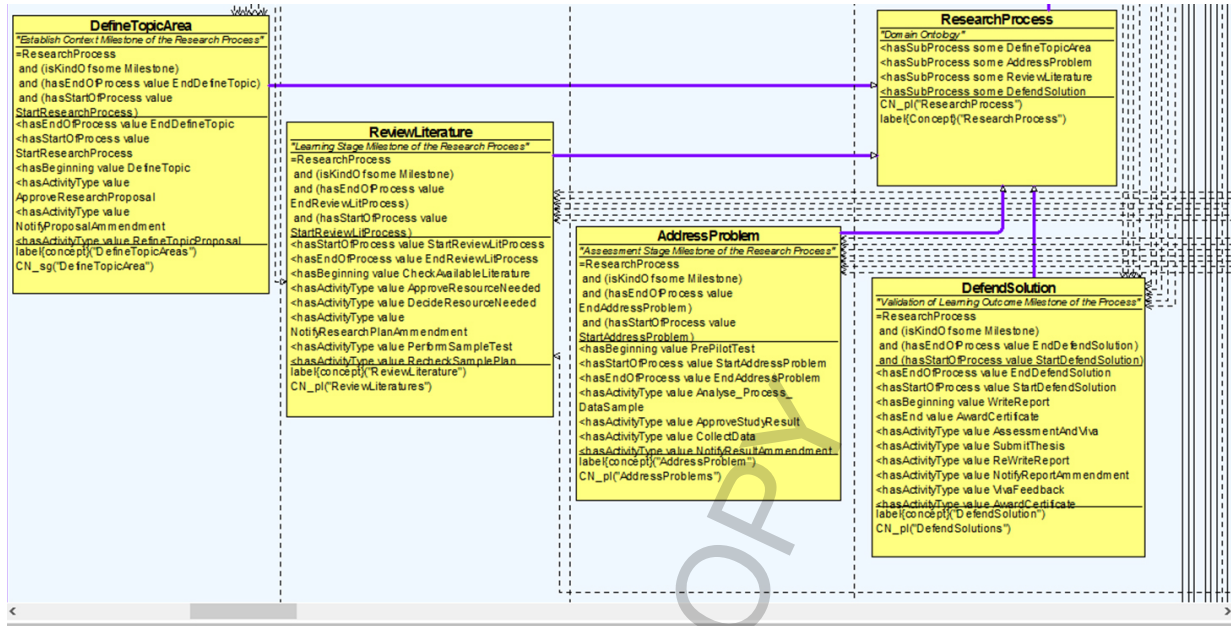 DefineTopicArea
"Establish Context Milestone of the Research Process"
=ResearchProcess
and (isKindOfsome Milestone)
and (hasEndOfProcess value EndDefineTopic)
and (hasStartOfProcess value
StartResearchProcess)
<hasEndOfProcess value EndDefineTopic
<hasStartOfProcess value
StartResearchProcess
<hasBeginning value DefineTopic
<hasActivityType value
ApproveResearchProposal
<hasActivityType value
NotifyProposalAmmendment
<hasActivityType value RefineTopicProposal
label{concept}("DefineTopicAreas")
CN_sg("DefineTopicArea")
ReviewLiterature
"Learning Stage Milestone of the Research Process"
=ResearchProcess
and (isKindOfsome Milestone)
and (hasEndOfProcess value
EndReviewLitProcess)
and (hasStartOfProcess value
StartReviewLitProcess)
<hasStartOfProcess value StartReviewLitProcess
<hasEndOfProcess value EndReviewLitProcess
<hasBeginning value CheckAvailableLiterature
<hasActivityType value ApproveResourceNeeded
<hasActivityType value DecideResourceNeeded
<hasActivityType value
NotifyResearchPlanAmmendment
<hasActivityType value PerformSampleTest
<hasActivityType value RecheckSamplePlan
label{concept}("ReviewLiterature")
CN_pl("ReviewLiteratures")
AddressProblem
"Assessment Stage Milestone of the Research Process"
=ResearchProcess
and (isKindOfsome Milestone)
and (hasEndOfProcess value
EndAddressProblem)
and (hasStartOfProcess value
StartAddressProblem)
<hasBeginning value PrePilotTest
<hasStartOfProcess value StartAddressProblem
<hasEndOfProcess value EndAddressProblem
<hasActivityType value Analyse_Process_
DataSample
<hasActivityType value ApproveStudyResult
<hasActivityType value CollectData
<hasActivityType value NotifyResultAmmendment
label{concept}("AddressProblem")
CN_pl("AddressProblems")
ResearchProcess
"Domain Ontology"
<hasSubProcess some DefineTopicArea
<hasSubProcess some AddressProblem
<hasSubProcess some ReviewLiterature
<hasSubProcess some DefendSolution
CN_pl("ResearchProcess")
label{Concept}("ResearchProcess")
DefendSolution
"Validation of Learning Outcome Milestone of the Process"
=ResearchProcess
and (isKindOfsome Milestone)
and (hasEndOfProcess value EndDefendSolution)
and (hasStartOfProcess value StartDefendSolution)
<hasEndOfProcess value EndDefendSolution
<hasStartOfProcess value StartDefendSolution
<hasBeginning value WriteReport
<hasEnd value AwardCertificate
<hasActivityType value AssessmentAndViva
<hasActivityType value SubmitThesis
<hasActivityType value ReWriteReport
<hasActivityType value NotifyReportAmmendment
<hasActivityType value VivaFeedback
<hasActivityType value AwardCertificate
label{concept}("DefendSolution")
CN_pl("DefendSolutions")
OPY